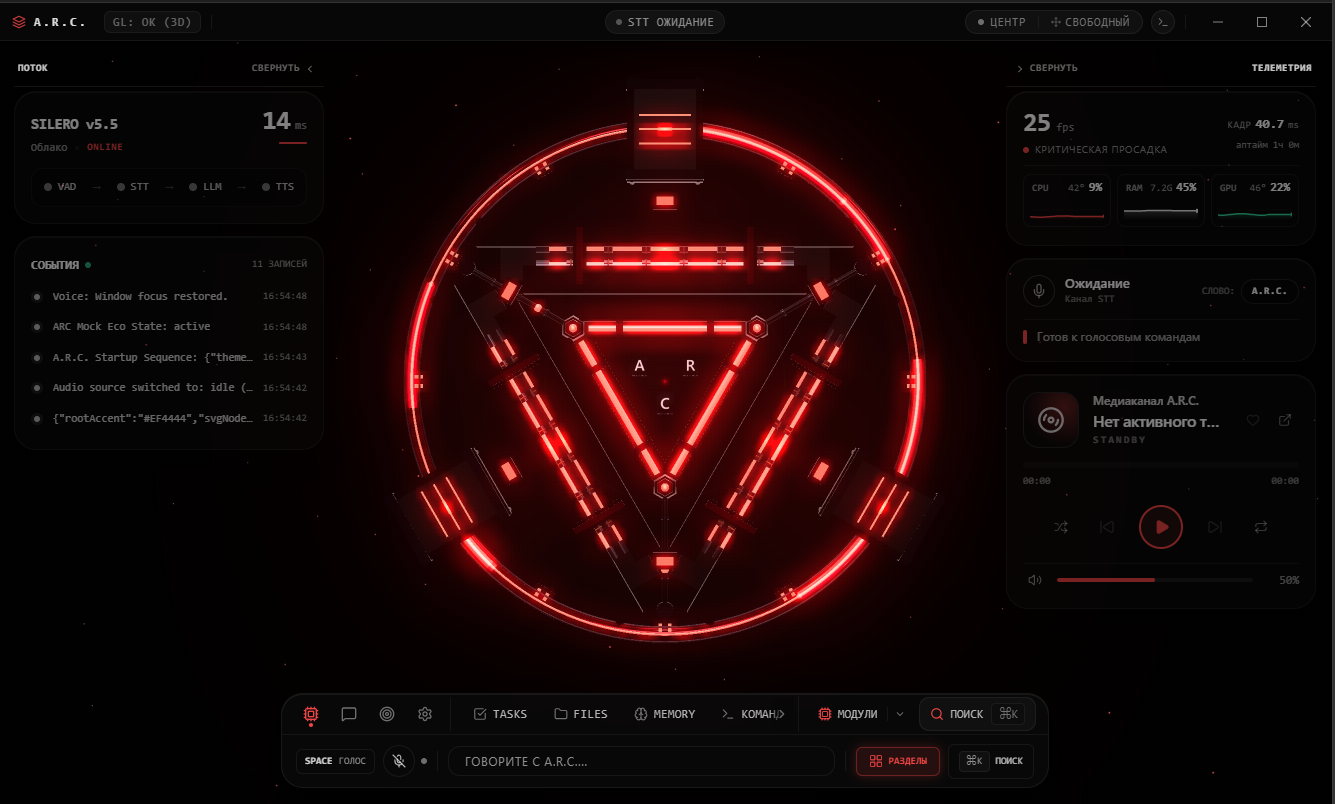 A.R.C.
GL: OK (3D)
STT ОЖИДАНИЕ
ЦЕНТР
СВОБОДНЫЙ
ПОТОК
СВЕРНУТЬ
SILERO v5.5
14 ms
Облако · ONLINE
VAD → STT → LLM → TTS
СОБЫТИЯ
11 ЗАПИСЕЙ
Voice: Window focus restored. 16:54:48
ARC Mock Eco State: active 16:54:48
A.R.C. Startup Sequence: {"theme… 16:54:43
Audio source switched to: idle (… 16:54:42
{"rootAccent":"#EF4444","svgNode… 16:54:42
A R
C
СВЕРНУТЬ
ТЕЛЕМЕТРИЯ
25 fps
КАДР 40.7 ms
КРИТИЧЕСКАЯ ПРОСАДКА
аптайм 1ч 0м
CPU 42° 9%
RAM 7.2G 45%
GPU 46° 22%
Ожидание
Канал STT
СЛОВО: A.R.C.
Готов к голосовым командам
Медиаканал A.R.C.
Нет активного т…
STANDBY
00:00
00:00
50%
TASKS
FILES
MEMORY
КОМАН
МОДУЛИ
ПОИСК ⌘K
SPACE ГОЛОС
ГОВОРИТЕ С A.R.C....
РАЗДЕЛЫ
⌘K ПОИСК